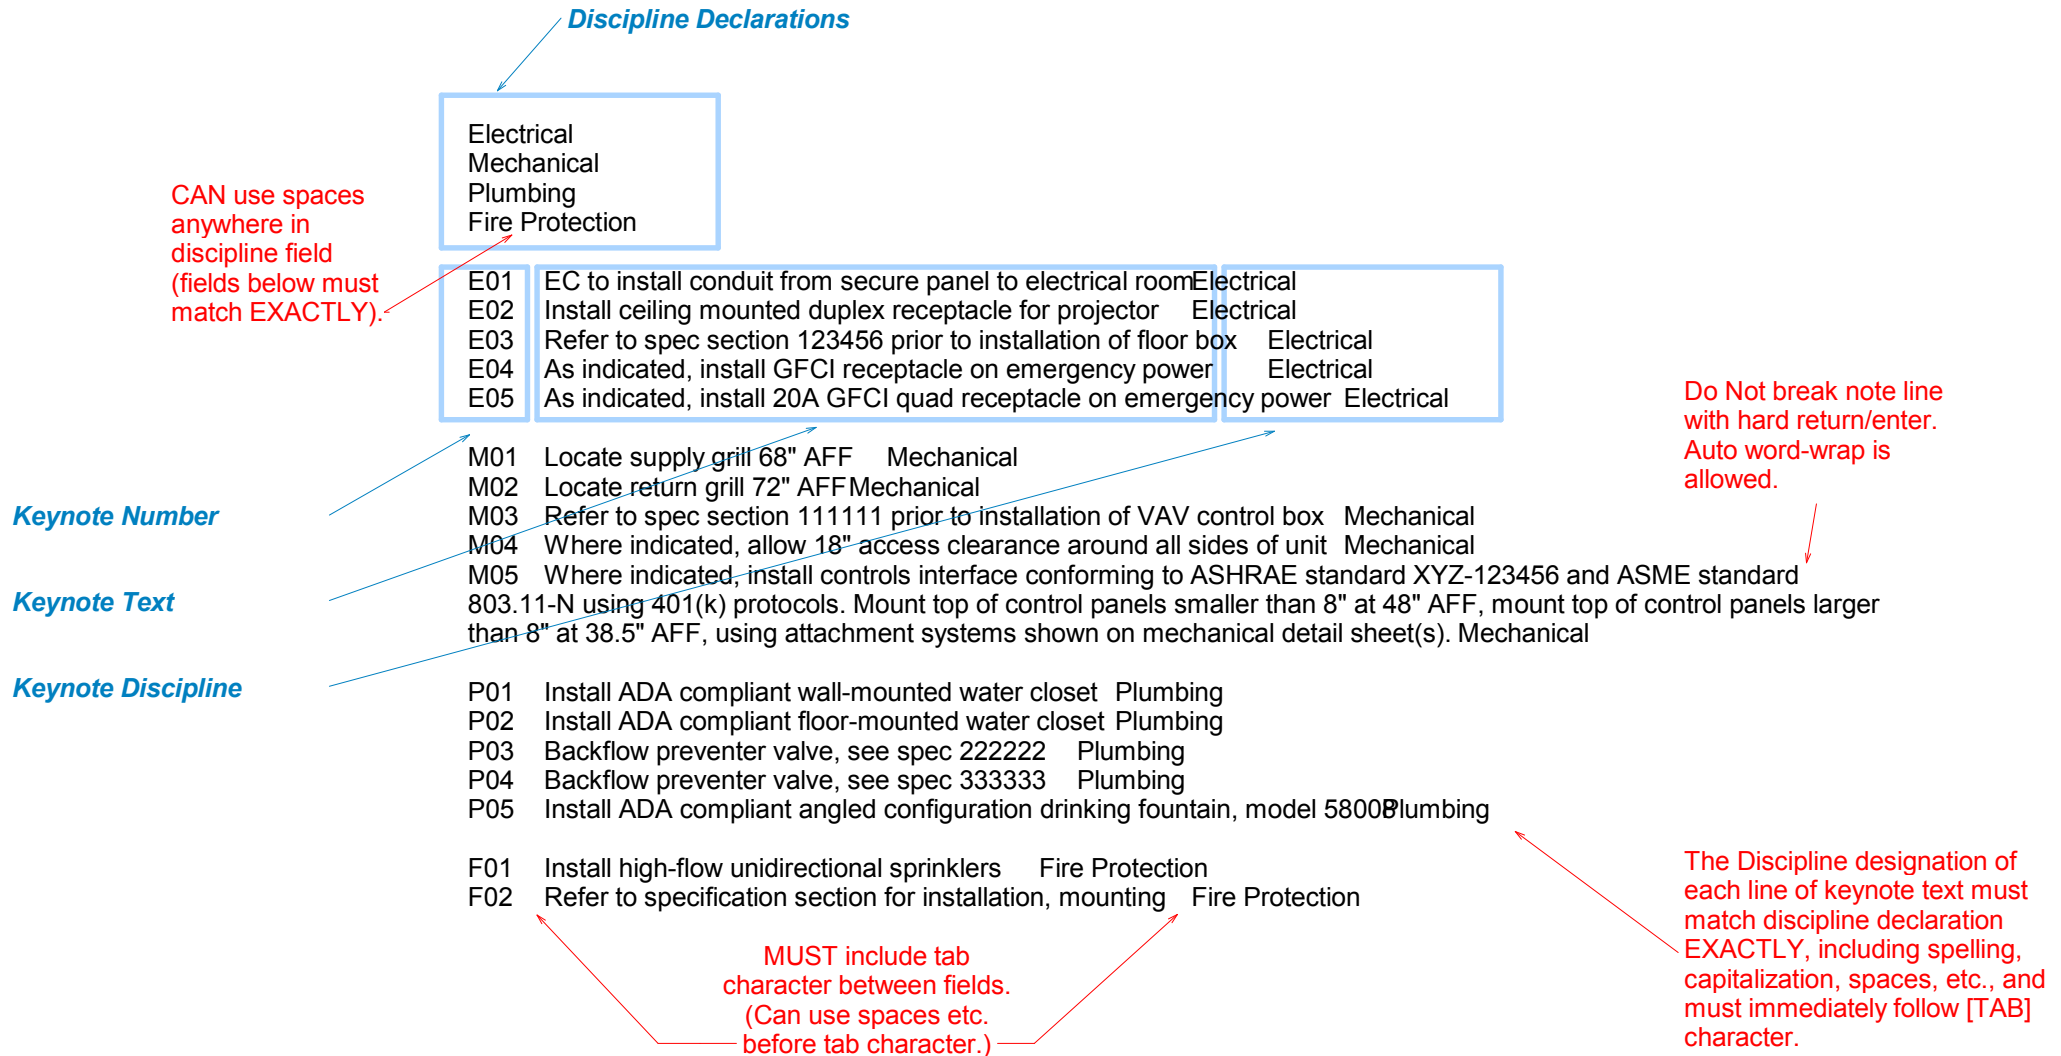 Discipline Declarations
Electrical
Mechanical
Plumbing
Fire Protection
CAN use spaces
anywhere in
discipline field
(fields below must
match EXACTLY).
E01 EC to install conduit from secure panel to electrical room Electrical
E02 Install ceiling mounted duplex receptacle for projector Electrical
E03 Refer to spec section 123456 prior to installation of floor box Electrical
E04 As indicated, install GFCI receptacle on emergency power Electrical
E05 As indicated, install 20A GFCI quad receptacle on emergency power Electrical
Do Not break note line
with hard return/enter.
Auto word-wrap is
allowed.
M01 Locate supply grill 68" AFF Mechanical
M02 Locate return grill 72" AFF Mechanical
Keynote Number
M03 Refer to spec section 111111 prior to installation of VAV control box Mechanical
M04 Where indicated, allow 18" access clearance around all sides of unit Mechanical
M05 Where indicated, install controls interface conforming to ASHRAE standard XYZ-123456 and ASME standard
Keynote Text
803.11-N using 401(k) protocols. Mount top of control panels smaller than 8" at 48" AFF, mount top of control panels larger
than 8" at 38.5" AFF, using attachment systems shown on mechanical detail sheet(s). Mechanical
Keynote Discipline
P01 Install ADA compliant wall-mounted water closet Plumbing
P02 Install ADA compliant floor-mounted water closet Plumbing
P03 Backflow preventer valve, see spec 222222 Plumbing
P04 Backflow preventer valve, see spec 333333 Plumbing
P05 Install ADA compliant angled configuration drinking fountain, model 58008 Plumbing
F01 Install high-flow unidirectional sprinklers Fire Protection
F02 Refer to specification section for installation, mounting Fire Protection
The Discipline designation of
each line of keynote text must
match discipline declaration
EXACTLY, including spelling,
capitalization, spaces, etc., and
must immediately follow [TAB]
character.
MUST include tab
character between fields.
(Can use spaces etc.
before tab character.)